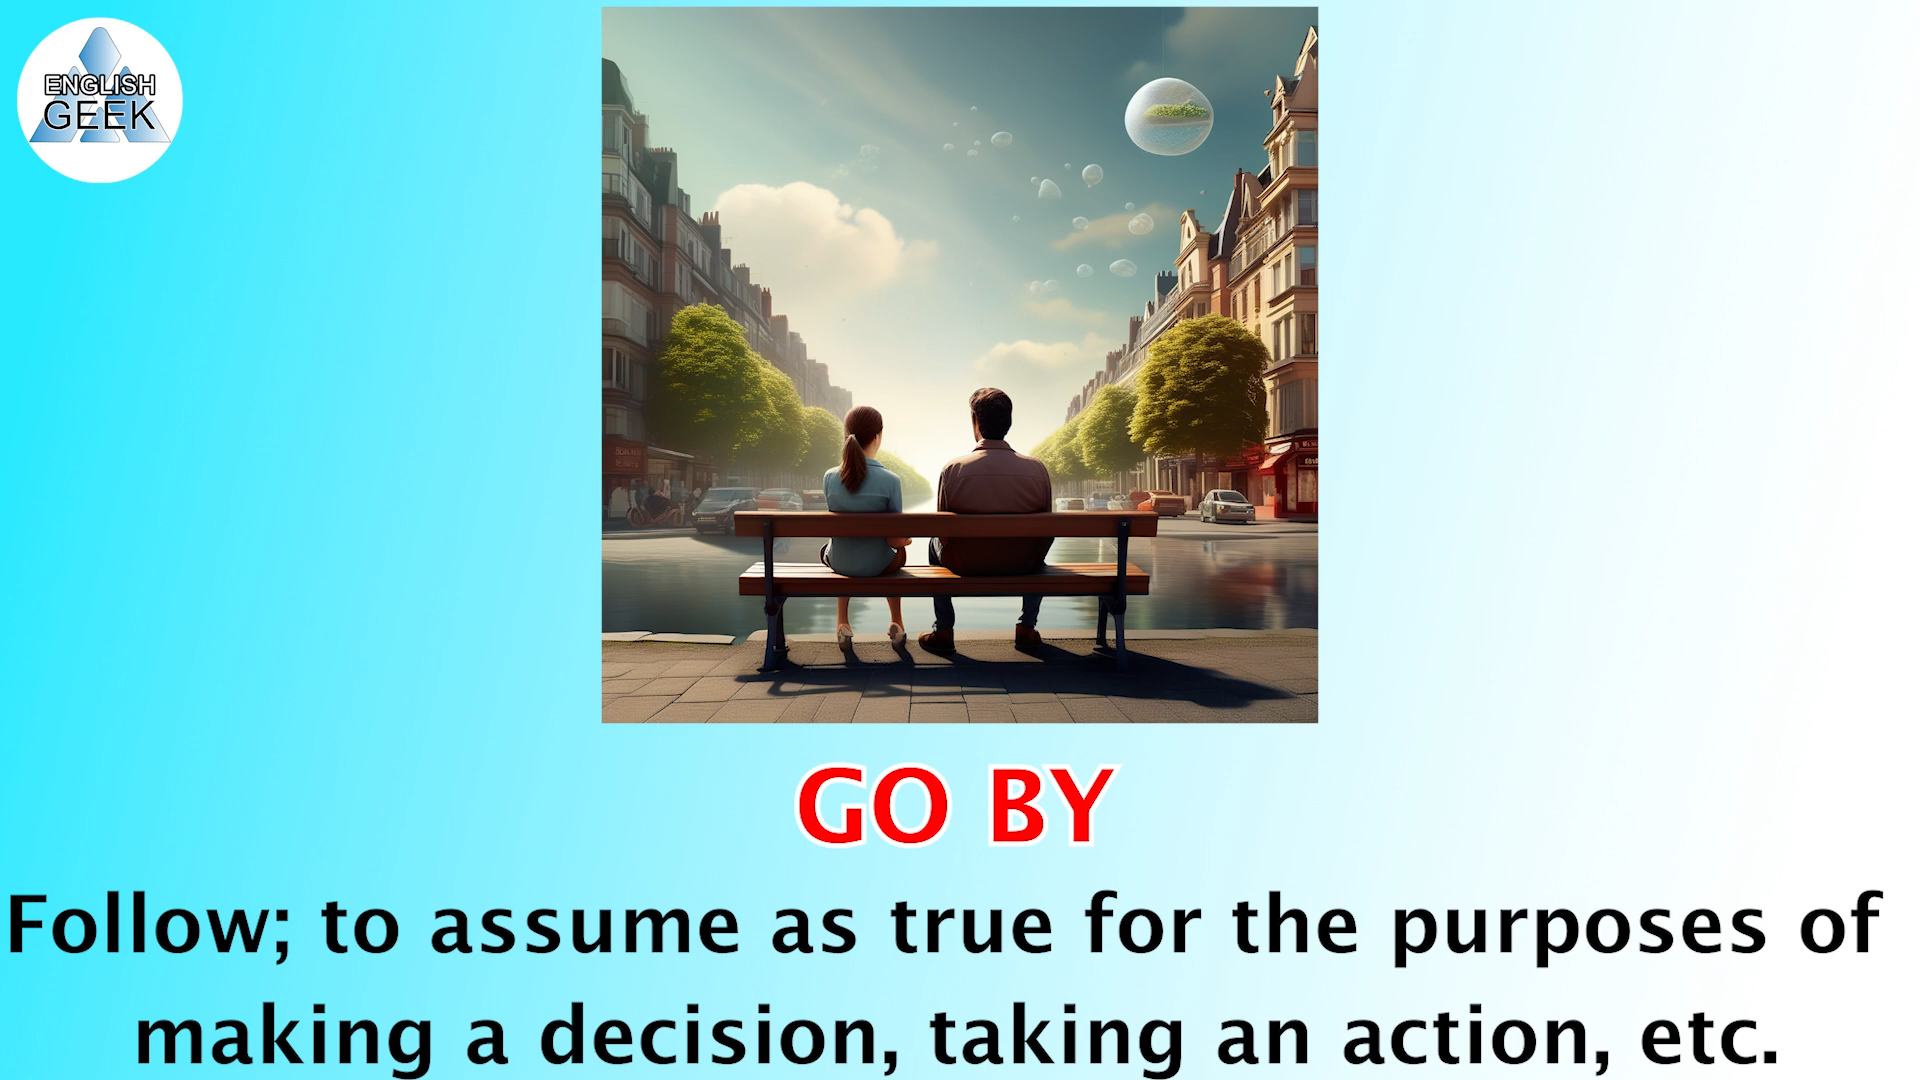 ENGLISH
GEEK
GO BY
Follow; to assume as true for the purposes of
making a decision, taking an action, etc.